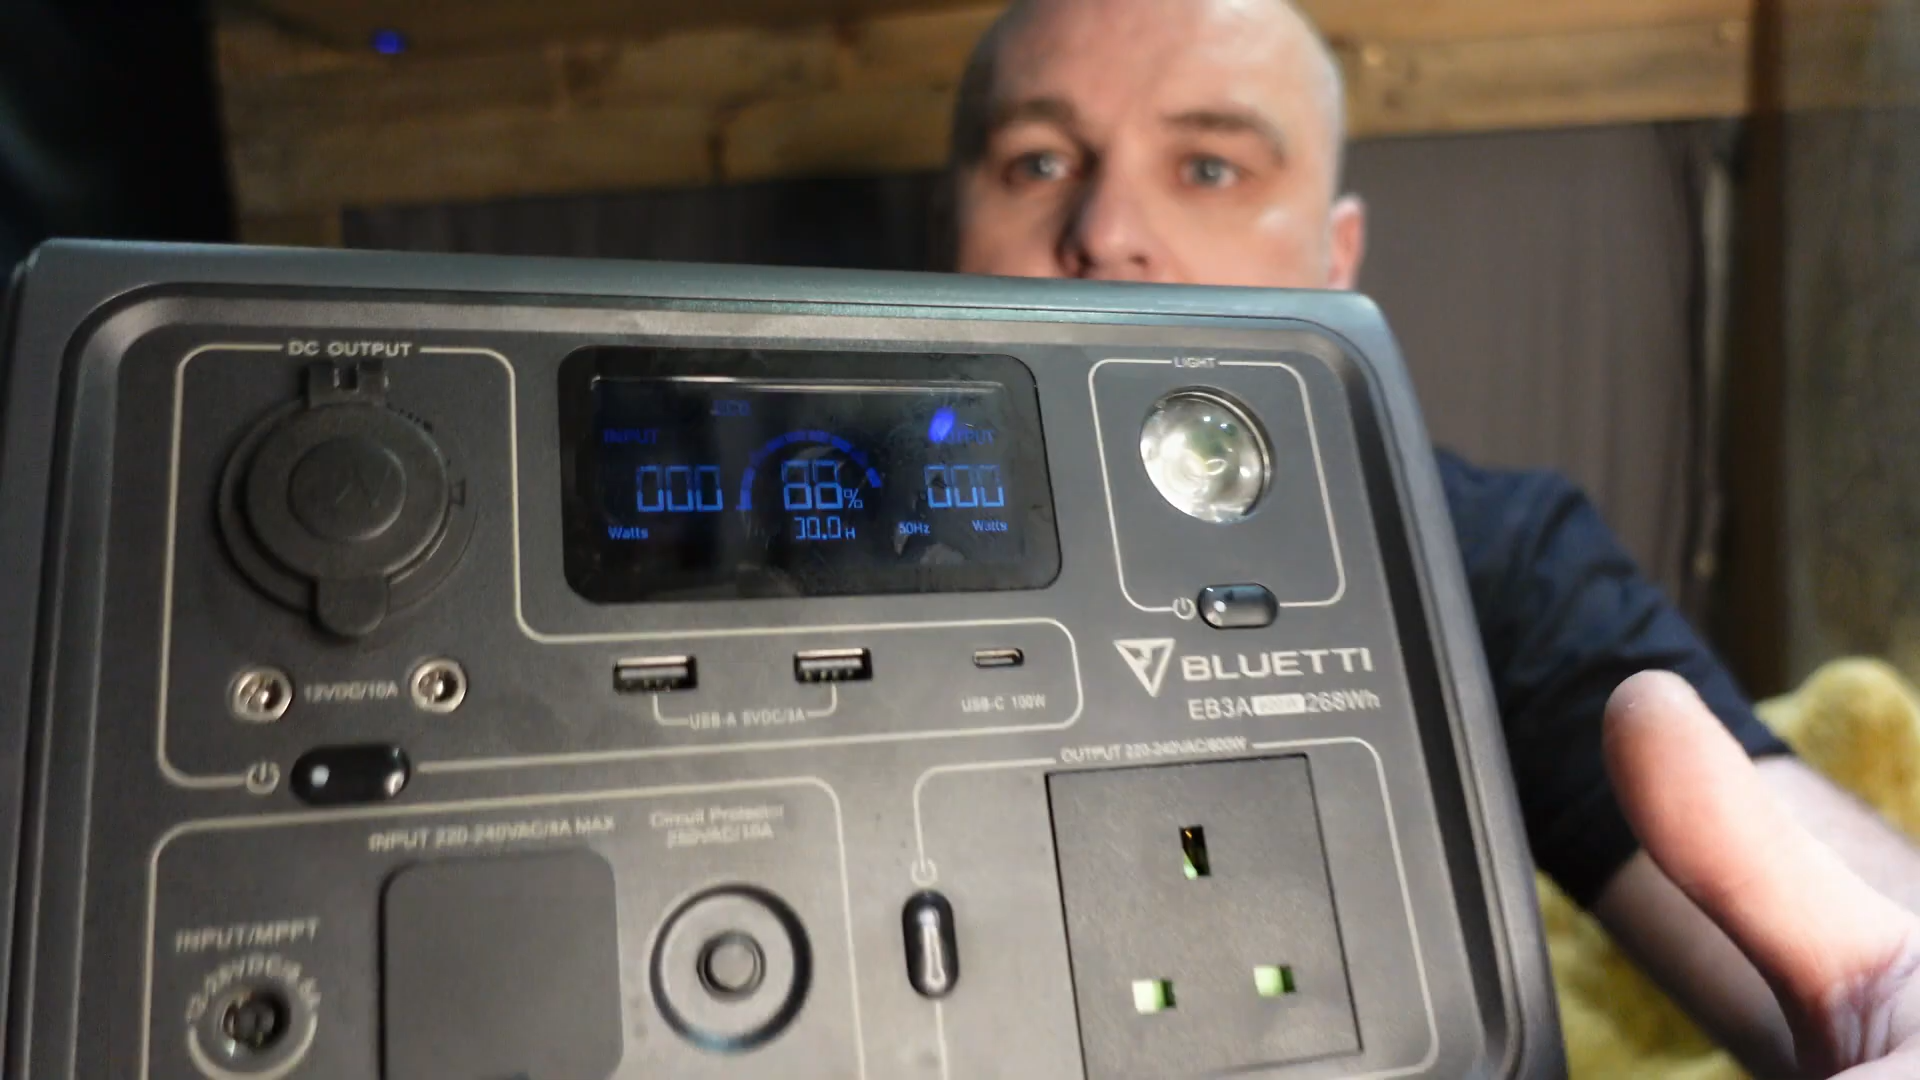 DC OUTPUT
LIGHT
ECO
INPUT
OUTPUT
000
88%
000
Watts
30.0H
50Hz
Watts
12VDC/10A
USB-A 5VDC/3A
USB-C 100W
BLUETTI
EB3A 268Wh
OUTPUT 220-240VAC/600W
INPUT 220-240VAC/4A MAX
Circuit Protector
250VAC/10A
INPUT/MPPT